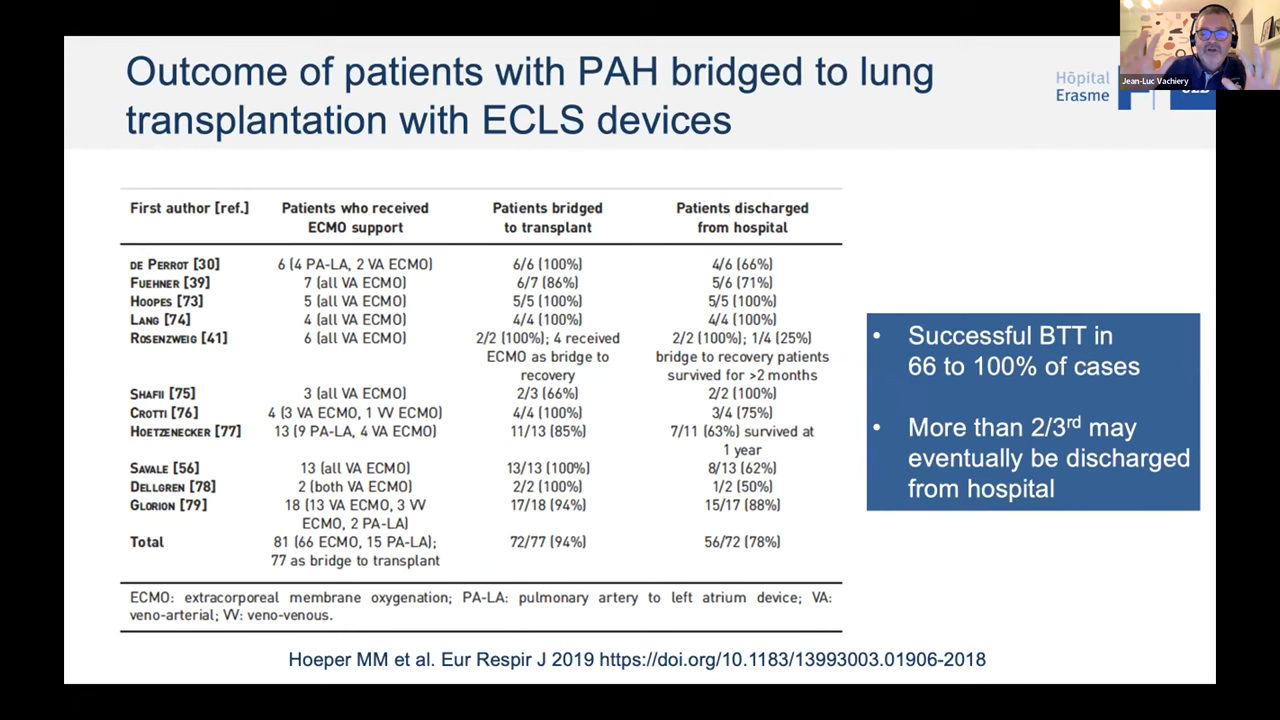 Jean-Luc Vachiery
Outcome of patients with PAH bridged to lung
transplantation with ECLS devices
Hôpital
Erasme
First author [ref.] Patients who received Patients bridged Patients discharged
ECMO support to transplant from hospital
DE PERROT [30] 6 (4 PA-LA, 2 VA ECMO) 6/6 (100%) 4/6 (66%)
FUEHNER [39] 7 (all VA ECMO) 6/7 (86%) 5/6 (71%)
HOOPES [73] 5 (all VA ECMO) 5/5 (100%) 5/5 (100%)
LANG [74] 4 (all VA ECMO) 4/4 (100%) 4/4 (100%)
ROSENZWEIG [41] 6 (all VA ECMO) 2/2 (100%); 4 received 2/2 (100%); 1/4 (25%)
ECMO as bridge to bridge to recovery patients
recovery survived for >2 months
SHAFII [75] 3 (all VA ECMO) 2/3 (66%) 2/2 (100%)
CROTTI [76] 4 (3 VA ECMO, 1 VV ECMO) 4/4 (100%) 3/4 (75%)
HOETZENECKER [77] 13 (9 PA-LA, 4 VA ECMO) 11/13 (85%) 7/11 (63%) survived at
1 year
SAVALE [56] 13 (all VA ECMO) 13/13 (100%) 8/13 (62%)
DELLGREN [78] 2 (both VA ECMO) 2/2 (100%) 1/2 (50%)
GLORION [79] 18 (13 VA ECMO, 3 VV 17/18 (94%) 15/17 (88%)
ECMO, 2 PA-LA)
Total 81 (66 ECMO, 15 PA-LA); 72/77 (94%) 56/72 (78%)
77 as bridge to transplant
ECMO: extracorporeal membrane oxygenation; PA-LA: pulmonary artery to left atrium device; VA:
veno-arterial; VV: veno-venous.
• Successful BTT in
66 to 100% of cases
• More than 2/3rd may
eventually be discharged
from hospital
Hoeper MM et al. Eur Respir J 2019 https://doi.org/10.1183/13993003.01906-2018